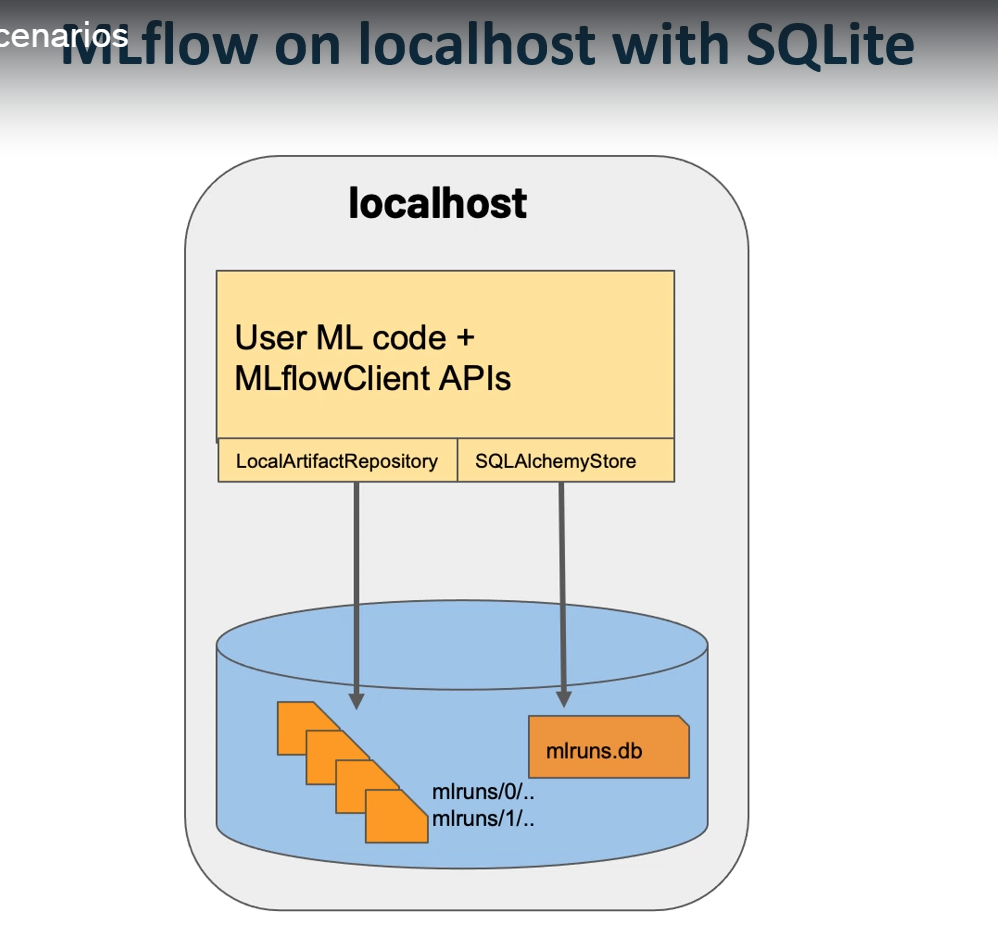 cenarios
MLflow on localhost with SQLite
localhost
User ML code +
MLflowClient APIs
LocalArtifactRepository
SQLAlchemyStore
mlruns.db
mlruns/0/..
mlruns/1/..